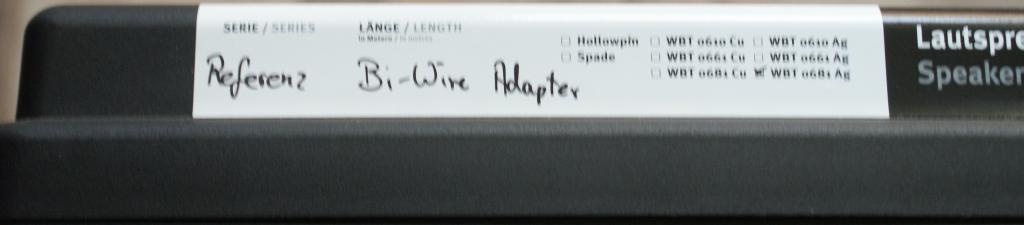 SERIE / SERIES
LÄNGE / LENGTH
in Metern / in metres
Referenz Bi-Wire Adapter
Hollowpin
Spade
WBT 0610 Cu
WBT 0661 Cu
WBT 0681 Cu
WBT 0610 Ag
WBT 0661 Ag
WBT 0681 Ag
Lautspre
Speaker